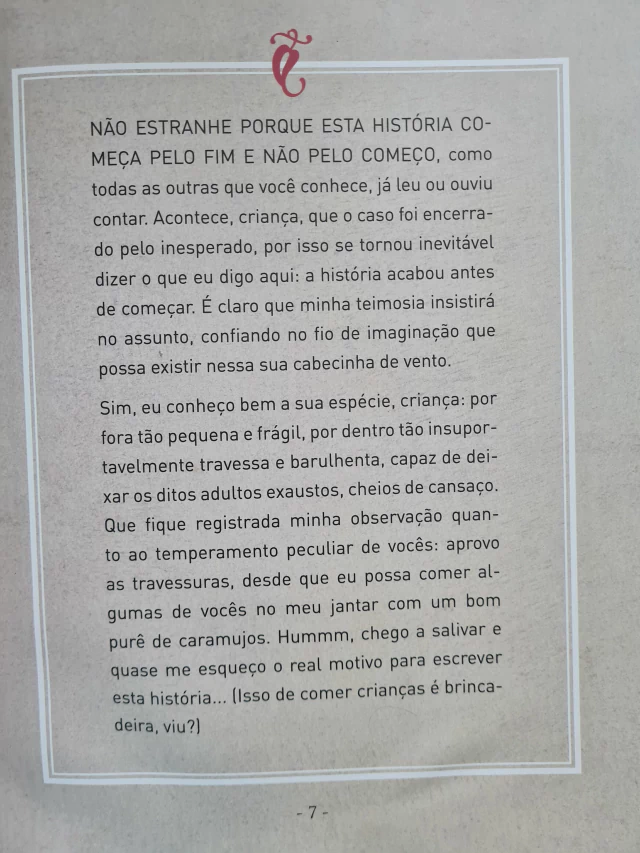 NÃO ESTRANHE PORQUE ESTA HISTÓRIA CO-
MEÇA PELO FIM E NÃO PELO COMEÇO, como
todas as outras que você conhece, já leu ou ouviu
contar. Acontece, criança, que o caso foi encerra-
do pelo inesperado, por isso se tornou inevitável
dizer o que eu digo aqui: a história acabou antes
de começar. É claro que minha teimosia insistirá
no assunto, confiando no fio de imaginação que
possa existir nessa sua cabecinha de vento.
Sim, eu conheço bem a sua espécie, criança: por
fora tão pequena e frágil, por dentro tão insupor-
tavelmente travessa e barulhenta, capaz de dei-
xar os ditos adultos exaustos, cheios de cansaço.
Que fique registrada minha observação quan-
to ao temperamento peculiar de vocês: aprovo
as travessuras, desde que eu possa comer al-
gumas de vocês no meu jantar com um bom
purê de caramujos. Hummm, chego a salivar e
quase me esqueço o real motivo para escrever
esta história... (Isso de comer crianças é brinca-
deira, viu?)
- 7 -